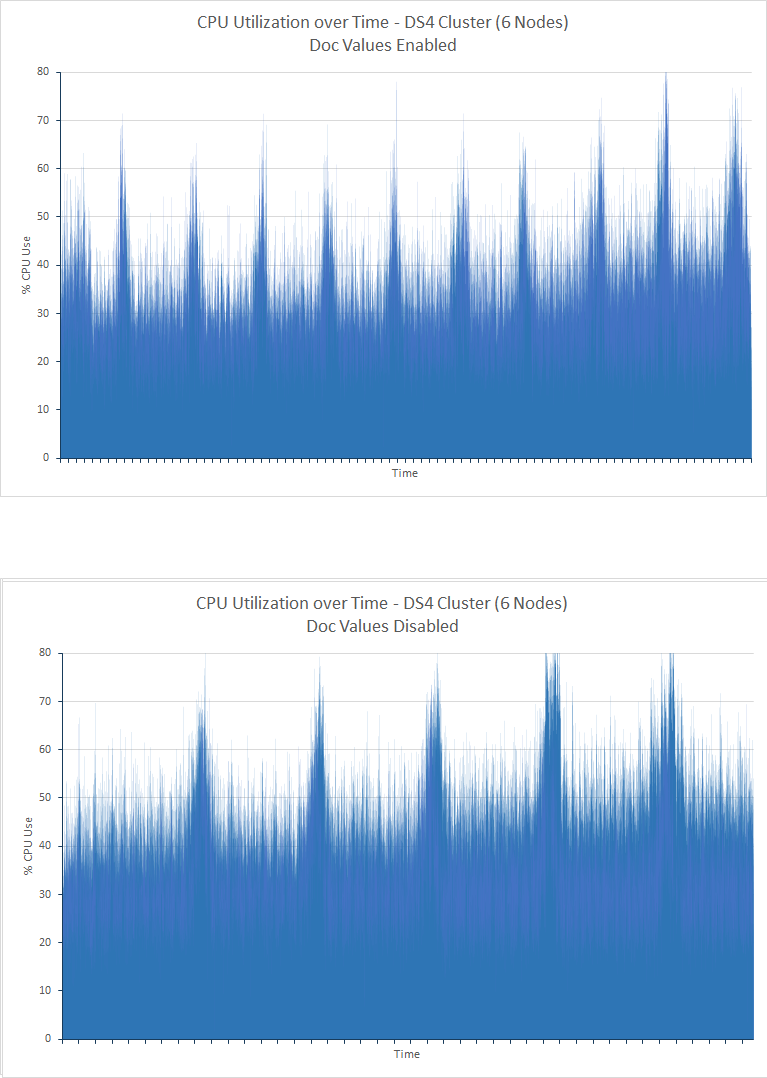 CPU Utilization over Time - DS4 Cluster (6 Nodes)
Doc Values Enabled
80
70
60
50
40
30
20
10
0
% CPU Use
Time
CPU Utilization over Time - DS4 Cluster (6 Nodes)
Doc Values Disabled
80
70
60
50
40
30
20
10
0
% CPU Use
Time